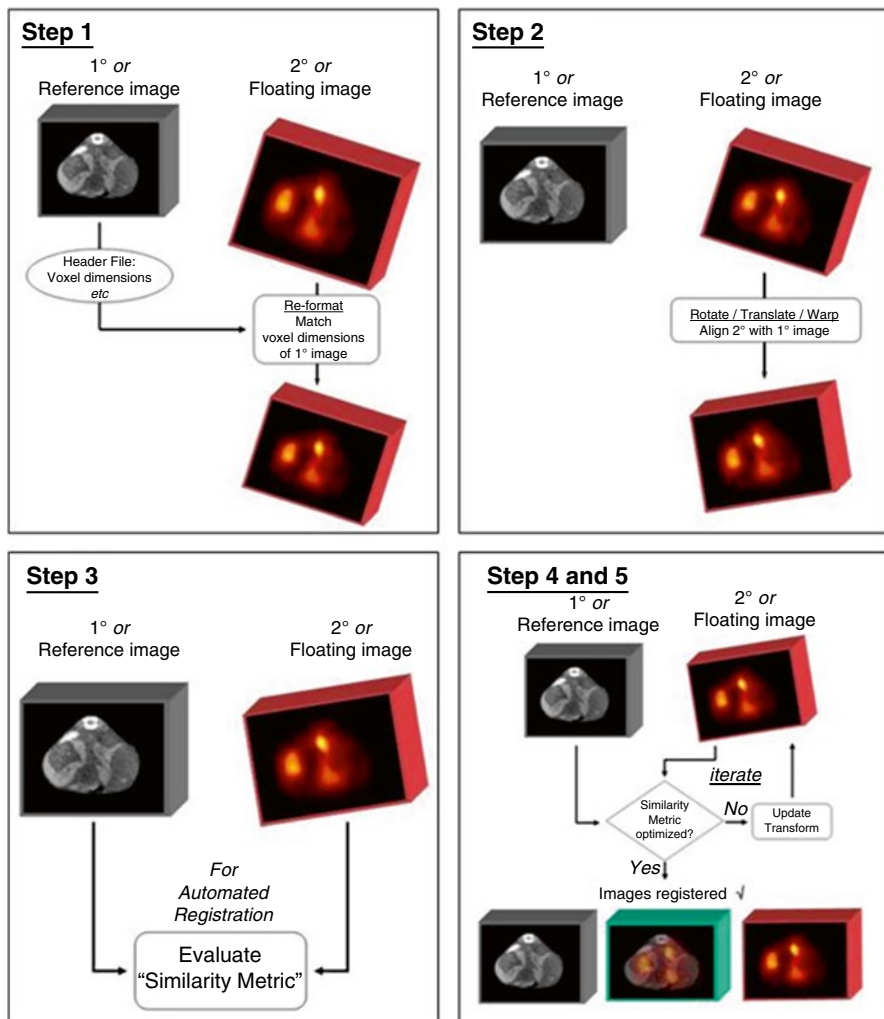 Step 1
1° or
Reference image
2° or
Floating image
Header File:
Voxel dimensions
etc
Re-format
Match
voxel dimensions
of 1° image
Step 2
1° or
Reference image
2° or
Floating image
Rotate / Translate / Warp
Align 2° with 1° image
Step 3
1° or
Reference image
2° or
Floating image
For
Automated
Registration
Evaluate
“Similarity Metric”
Step 4 and 5
1° or
Reference image
2° or
Floating image
iterate
Similarity
Metric
optimized?
No
Update
Transform
Yes
Images registered √